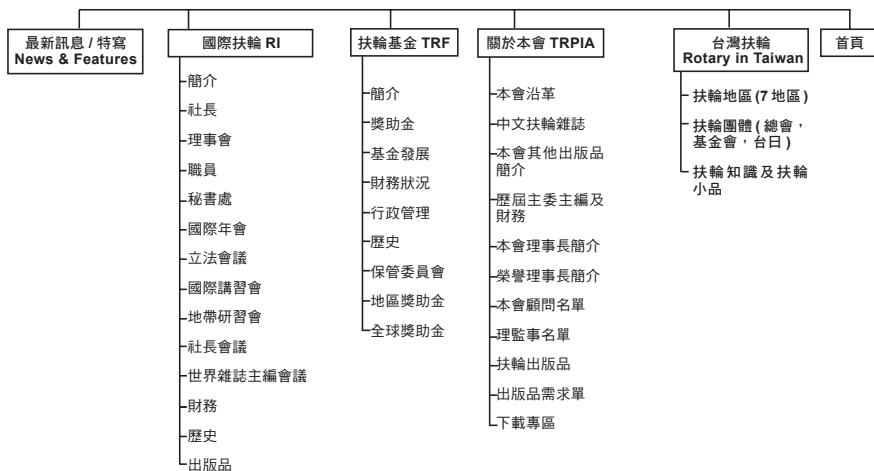 最新訊息 / 特寫
News & Features
國際扶輪 RI
簡介
社長
理事會
職員
秘書處
國際年會
立法會議
國際講習會
地帶研習會
社長會議
世界雜誌主編會議
財務
歷史
出版品
扶輪基金 TRF
簡介
獎助金
基金發展
財務狀況
行政管理
歷史
保管委員會
地區獎助金
全球獎助金
關於本會 TRPIA
本會沿革
中文扶輪雜誌
本會其他出版品
簡介
歷屆主委主編及
財務
本會理事長簡介
榮譽理事長簡介
本會顧問名單
理監事名單
扶輪出版品
出版品需求單
下載專區
台灣扶輪
Rotary in Taiwan
扶輪地區 (7 地區 )
扶輪團體 ( 總會，
基金會，台日 )
扶輪知識及扶輪
小品
首頁